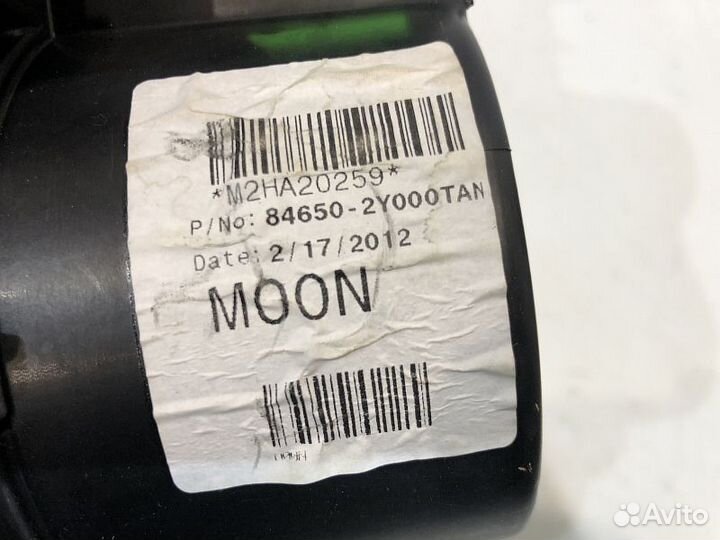 *M2HA20259*
P/No: 84650-2Y000TAN
Date: 2/17/2012
MOON
Avito